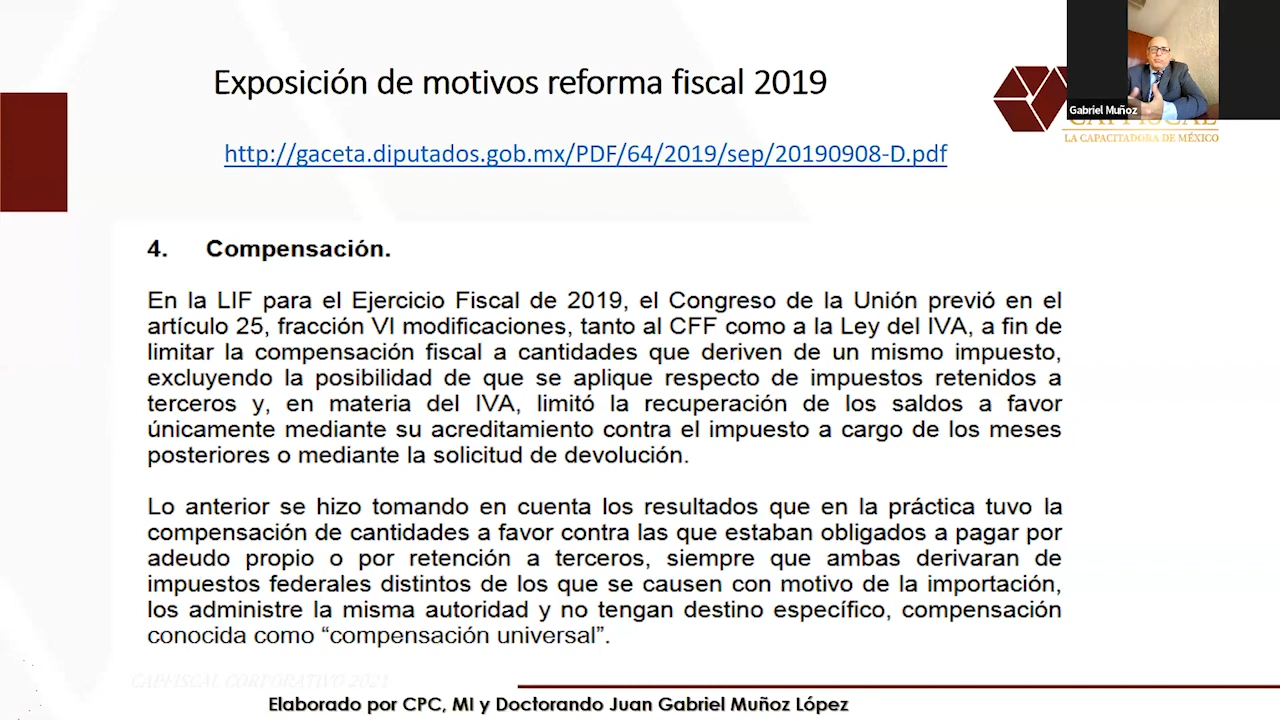 Exposición de motivos reforma fiscal 2019
Gabriel Muñoz
CAPFISCAL
LA CAPACITADORA DE MÉXICO
http://gaceta.diputados.gob.mx/PDF/64/2019/sep/20190908-D.pdf
4. Compensación.
En la LIF para el Ejercicio Fiscal de 2019, el Congreso de la Unión previó en el
artículo 25, fracción VI modificaciones, tanto al CFF como a la Ley del IVA, a fin de
limitar la compensación fiscal a cantidades que deriven de un mismo impuesto,
excluyendo la posibilidad de que se aplique respecto de impuestos retenidos a
terceros y, en materia del IVA, limitó la recuperación de los saldos a favor
únicamente mediante su acreditamiento contra el impuesto a cargo de los meses
posteriores o mediante la solicitud de devolución.
Lo anterior se hizo tomando en cuenta los resultados que en la práctica tuvo la
compensación de cantidades a favor contra las que estaban obligados a pagar por
adeudo propio o por retención a terceros, siempre que ambas derivaran de
impuestos federales distintos de los que se causen con motivo de la importación,
los administre la misma autoridad y no tengan destino específico, compensación
conocida como “compensación universal”.
CAPFISCAL CORPORATIVO 2021
Elaborado por CPC, MI y Doctorando Juan Gabriel Muñoz López